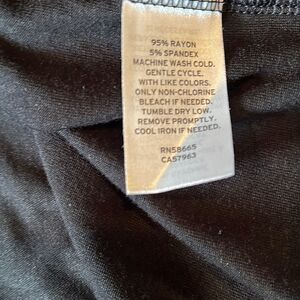 95% RAYON
5% SPANDEX
MACHINE WASH COLD.
GENTLE CYCLE.
WITH LIKE COLORS.
ONLY NON-CHLORINE
BLEACH IF NEEDED.
TUMBLE DRY LOW.
REMOVE PROMPTLY.
COOL IRON IF NEEDED.
RN58665
CA57963